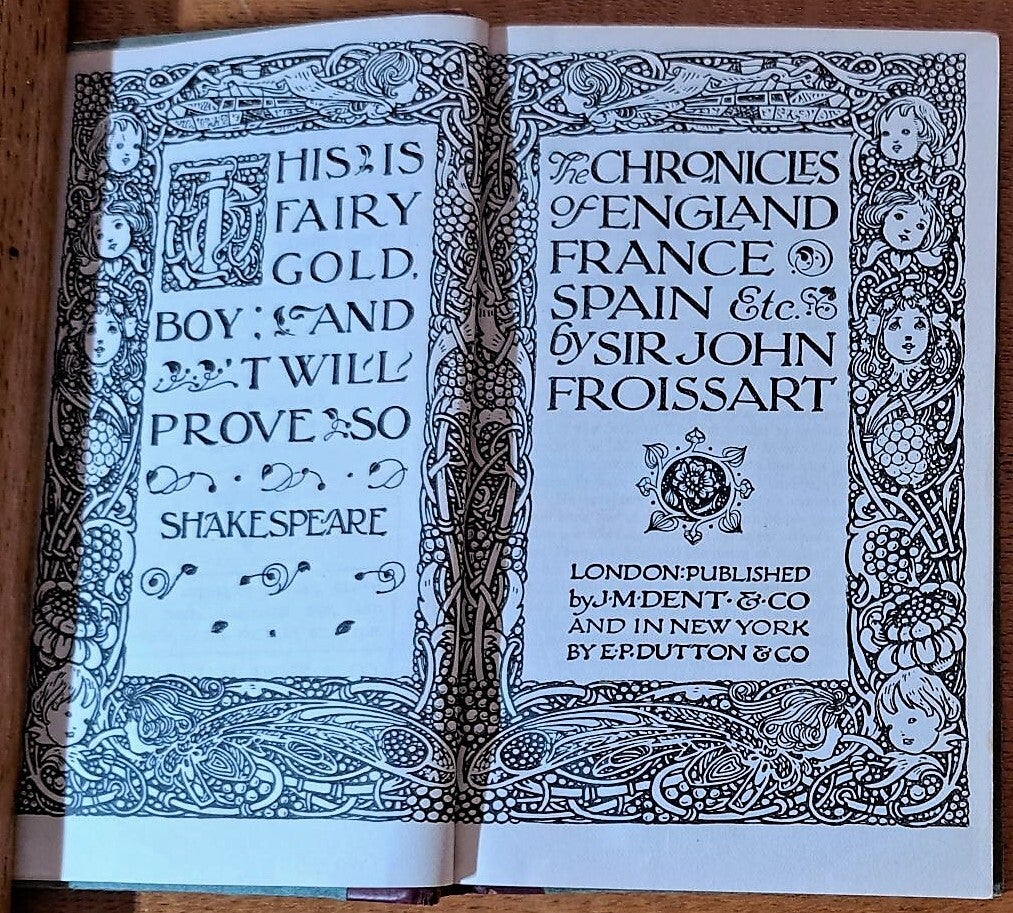 THIS IS
FAIRY
GOLD,
BOY; AND
'T WILL
PROVE SO
SHAKESPEARE
The CHRONICLES
of ENGLAND
FRANCE
SPAIN Etc.
by SIR JOHN
FROISSART
LONDON: PUBLISHED
by J·M·DENT·&·CO
AND IN NEW YORK
BY E·P·DUTTON & CO